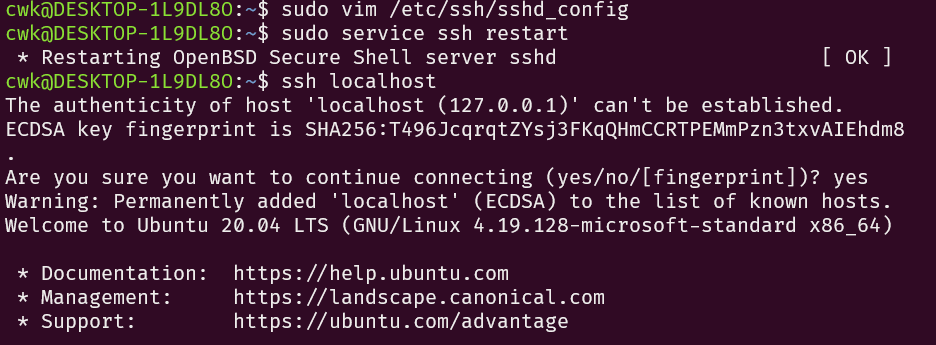 cwk@DESKTOP-1L9DL8O:~$ sudo vim /etc/ssh/sshd_config
cwk@DESKTOP-1L9DL8O:~$ sudo service ssh restart
 * Restarting OpenBSD Secure Shell server sshd                      [ OK ]
cwk@DESKTOP-1L9DL8O:~$ ssh localhost
The authenticity of host 'localhost (127.0.0.1)' can't be established.
ECDSA key fingerprint is SHA256:T496JcqrqtZYsj3FKqQHmCCRTPEMmPzn3txvAIEhdm8
.
Are you sure you want to continue connecting (yes/no/[fingerprint])? yes
Warning: Permanently added 'localhost' (ECDSA) to the list of known hosts.
Welcome to Ubuntu 20.04 LTS (GNU/Linux 4.19.128-microsoft-standard x86_64)

 * Documentation:  https://help.ubuntu.com
 * Management:     https://landscape.canonical.com
 * Support:        https://ubuntu.com/advantage